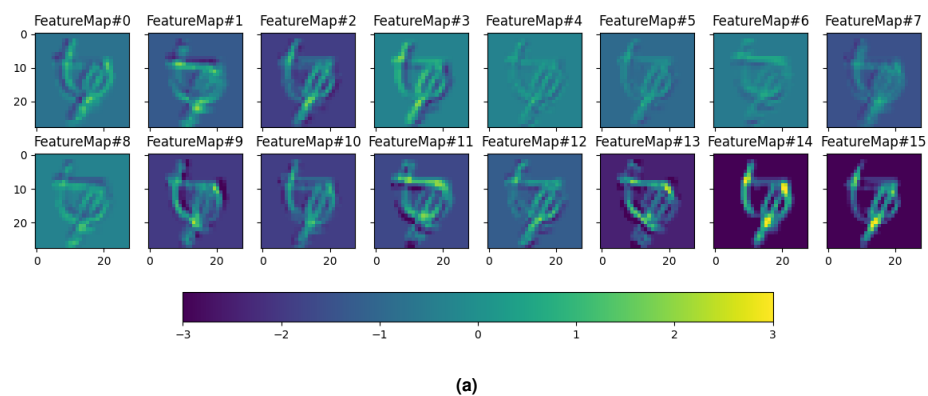 FeatureMap#0 FeatureMap#1 FeatureMap#2 FeatureMap#3 FeatureMap#4 FeatureMap#5 FeatureMap#6 FeatureMap#7
0
10
20
FeatureMap#8 FeatureMap#9 FeatureMap#10 FeatureMap#11 FeatureMap#12 FeatureMap#13 FeatureMap#14 FeatureMap#15
0
10
20
0 20 0 20 0 20 0 20 0 20 0 20 0 20 0 20
−3 −2 −1 0 1 2 3
(a)